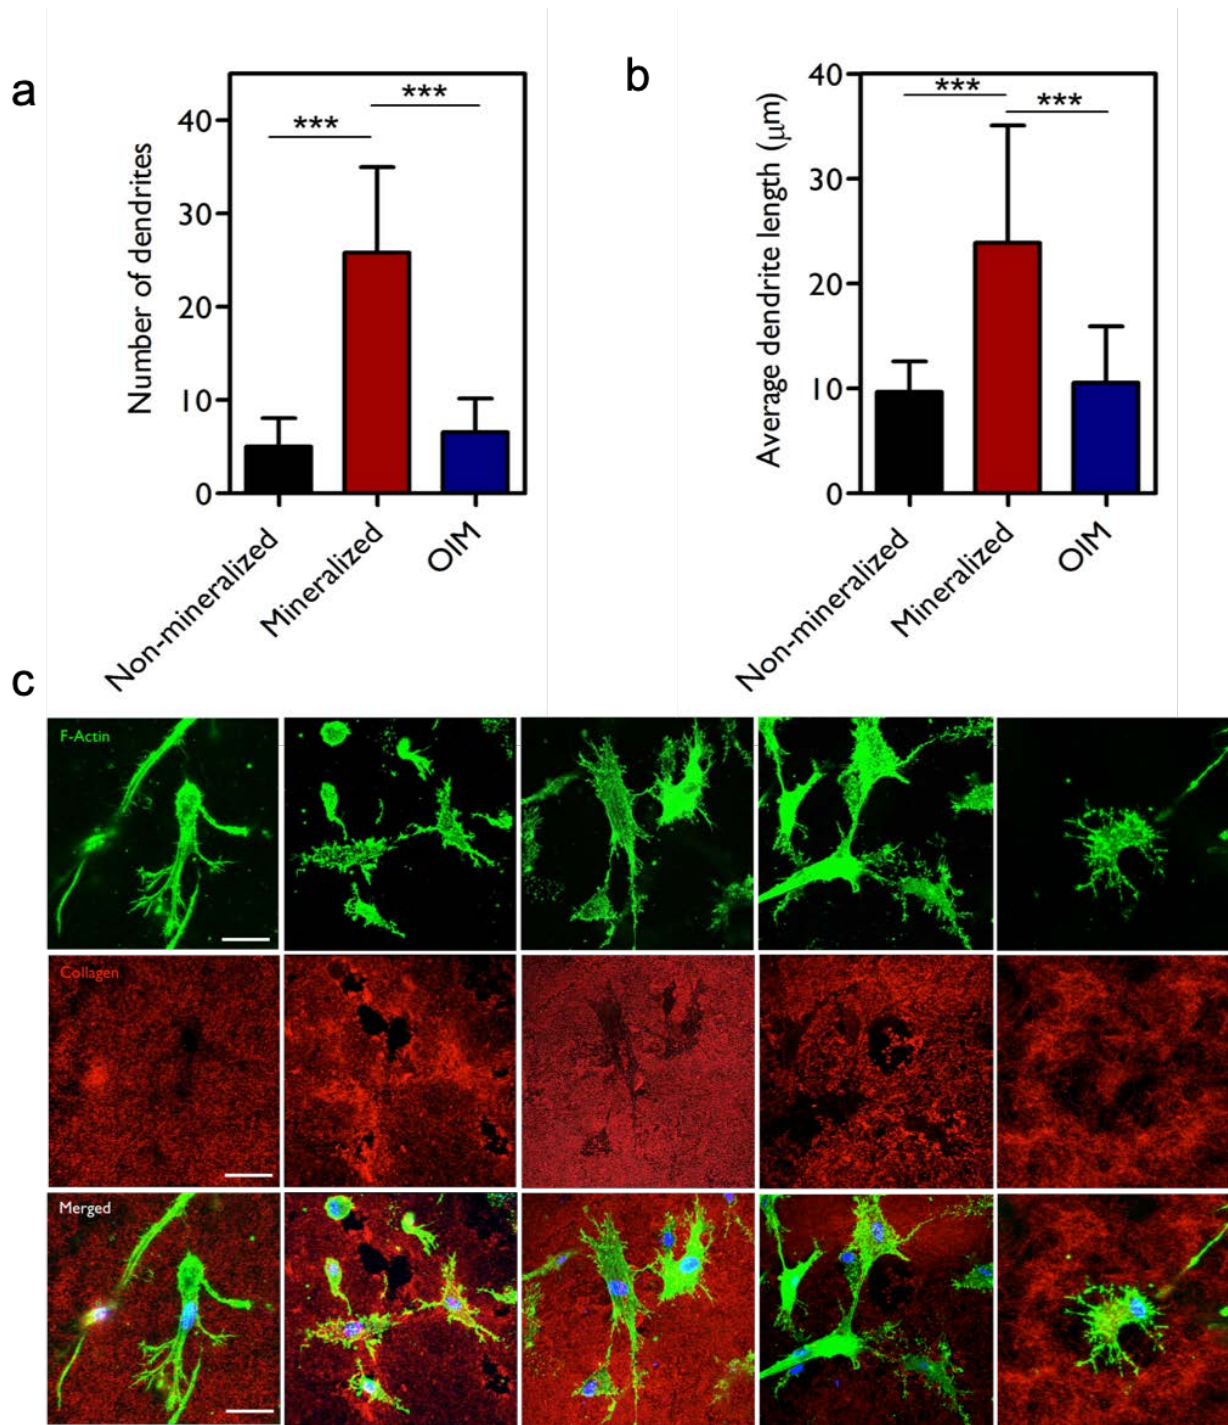 a
***
***
40
30
20
10
0
Number of dendrites
Non-mineralized
Mineralized
OIM
b
***
***
40
30
20
10
0
Average dendrite length (μm)
Non-mineralized
Mineralized
OIM
c
F-Actin
Collagen
Merged